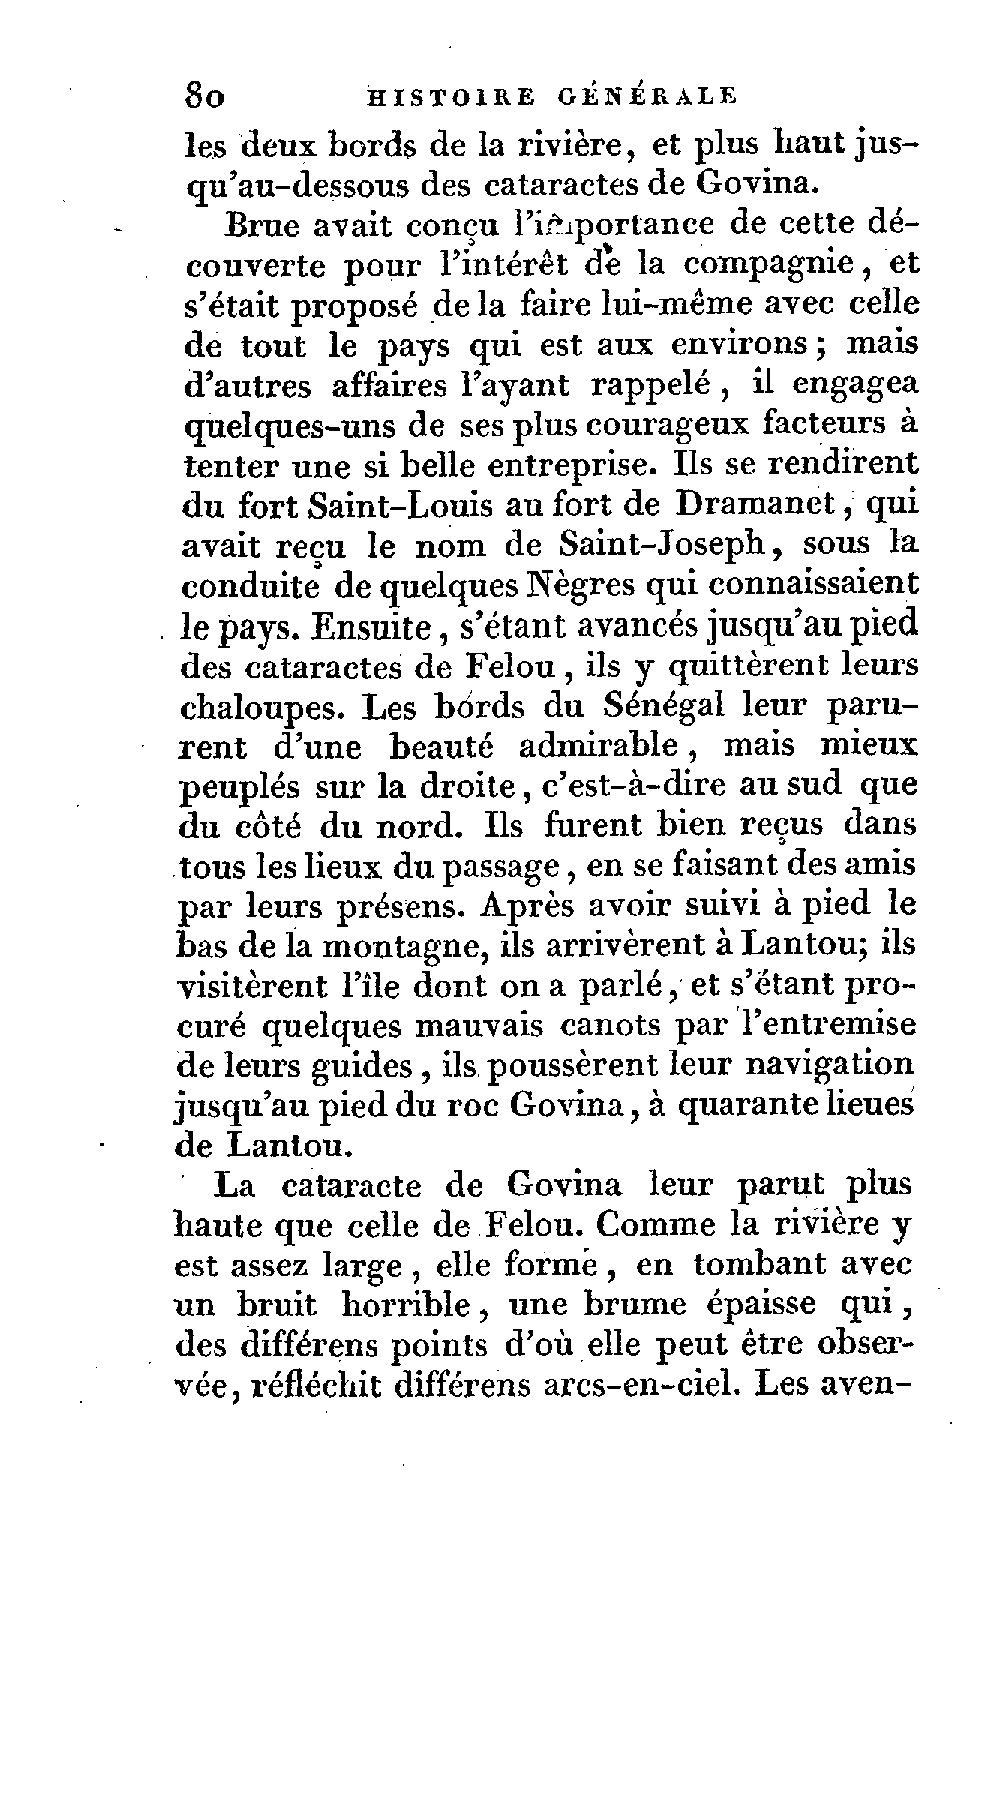 80 HISTOIRE GÉNÉRALE
les deux bords de la rivière, et plus haut jus-
qu'au-dessous des cataractes de Govina.
Brue avait conçu l'importance de cette dé-
couverte pour l'intérêt de la compagnie, et
s'était proposé de la faire lui-même avec celle
de tout le pays qui est aux environs ; mais
d'autres affaires l'ayant rappelé, il engagea
quelques-uns de ses plus courageux facteurs à
tenter une si belle entreprise. Ils se rendirent
du fort Saint-Louis au fort de Dramanet, qui
avait reçu le nom de Saint-Joseph, sous la
conduite de quelques Nègres qui connaissaient
le pays. Ensuite, s'étant avancés jusqu'au pied
des cataractes de Felou, ils y quittèrent leurs
chaloupes. Les bords du Sénégal leur paru-
rent d'une beauté admirable, mais mieux
peuplés sur la droite, c'est-à-dire au sud que
du côté du nord. Ils furent bien reçus dans
tous les lieux du passage, en se faisant des amis
par leurs présens. Après avoir suivi à pied le
bas de la montagne, ils arrivèrent à Lantou; ils
visitèrent l'île dont on a parlé, et s'étant pro-
curé quelques mauvais canots par l'entremise
de leurs guides, ils poussèrent leur navigation
jusqu'au pied du roc Govina, à quarante lieues
de Lantou.
La cataracte de Govina leur parut plus
haute que celle de Felou. Comme la rivière y
est assez large, elle forme, en tombant avec
un bruit horrible, une brume épaisse qui,
des différens points d'où elle peut être obser-
vée, réfléchit différens arcs-en-ciel. Les aven-